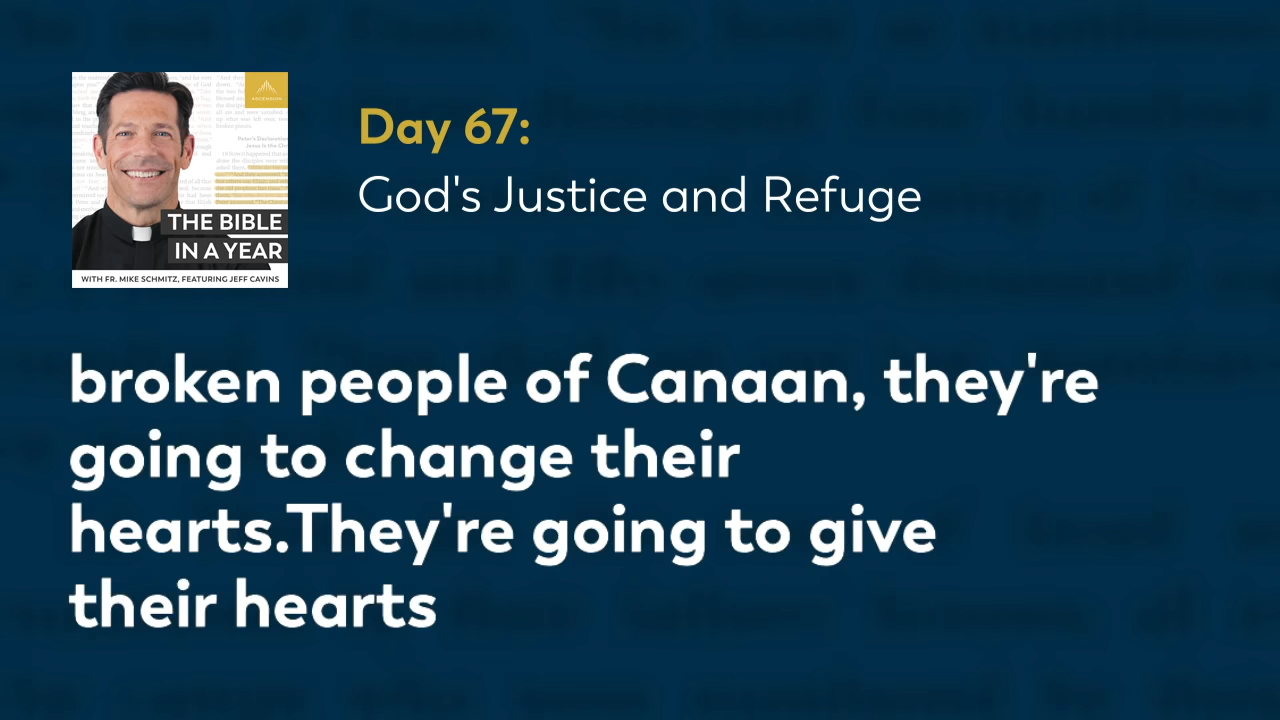 Day 67:
God's Justice and Refuge
ASCENSION
THE BIBLE
IN A YEAR
WITH FR. MIKE SCHMITZ, FEATURING JEFF CAVINS
broken people of Canaan, they're
going to change their
hearts.They're going to give
their hearts